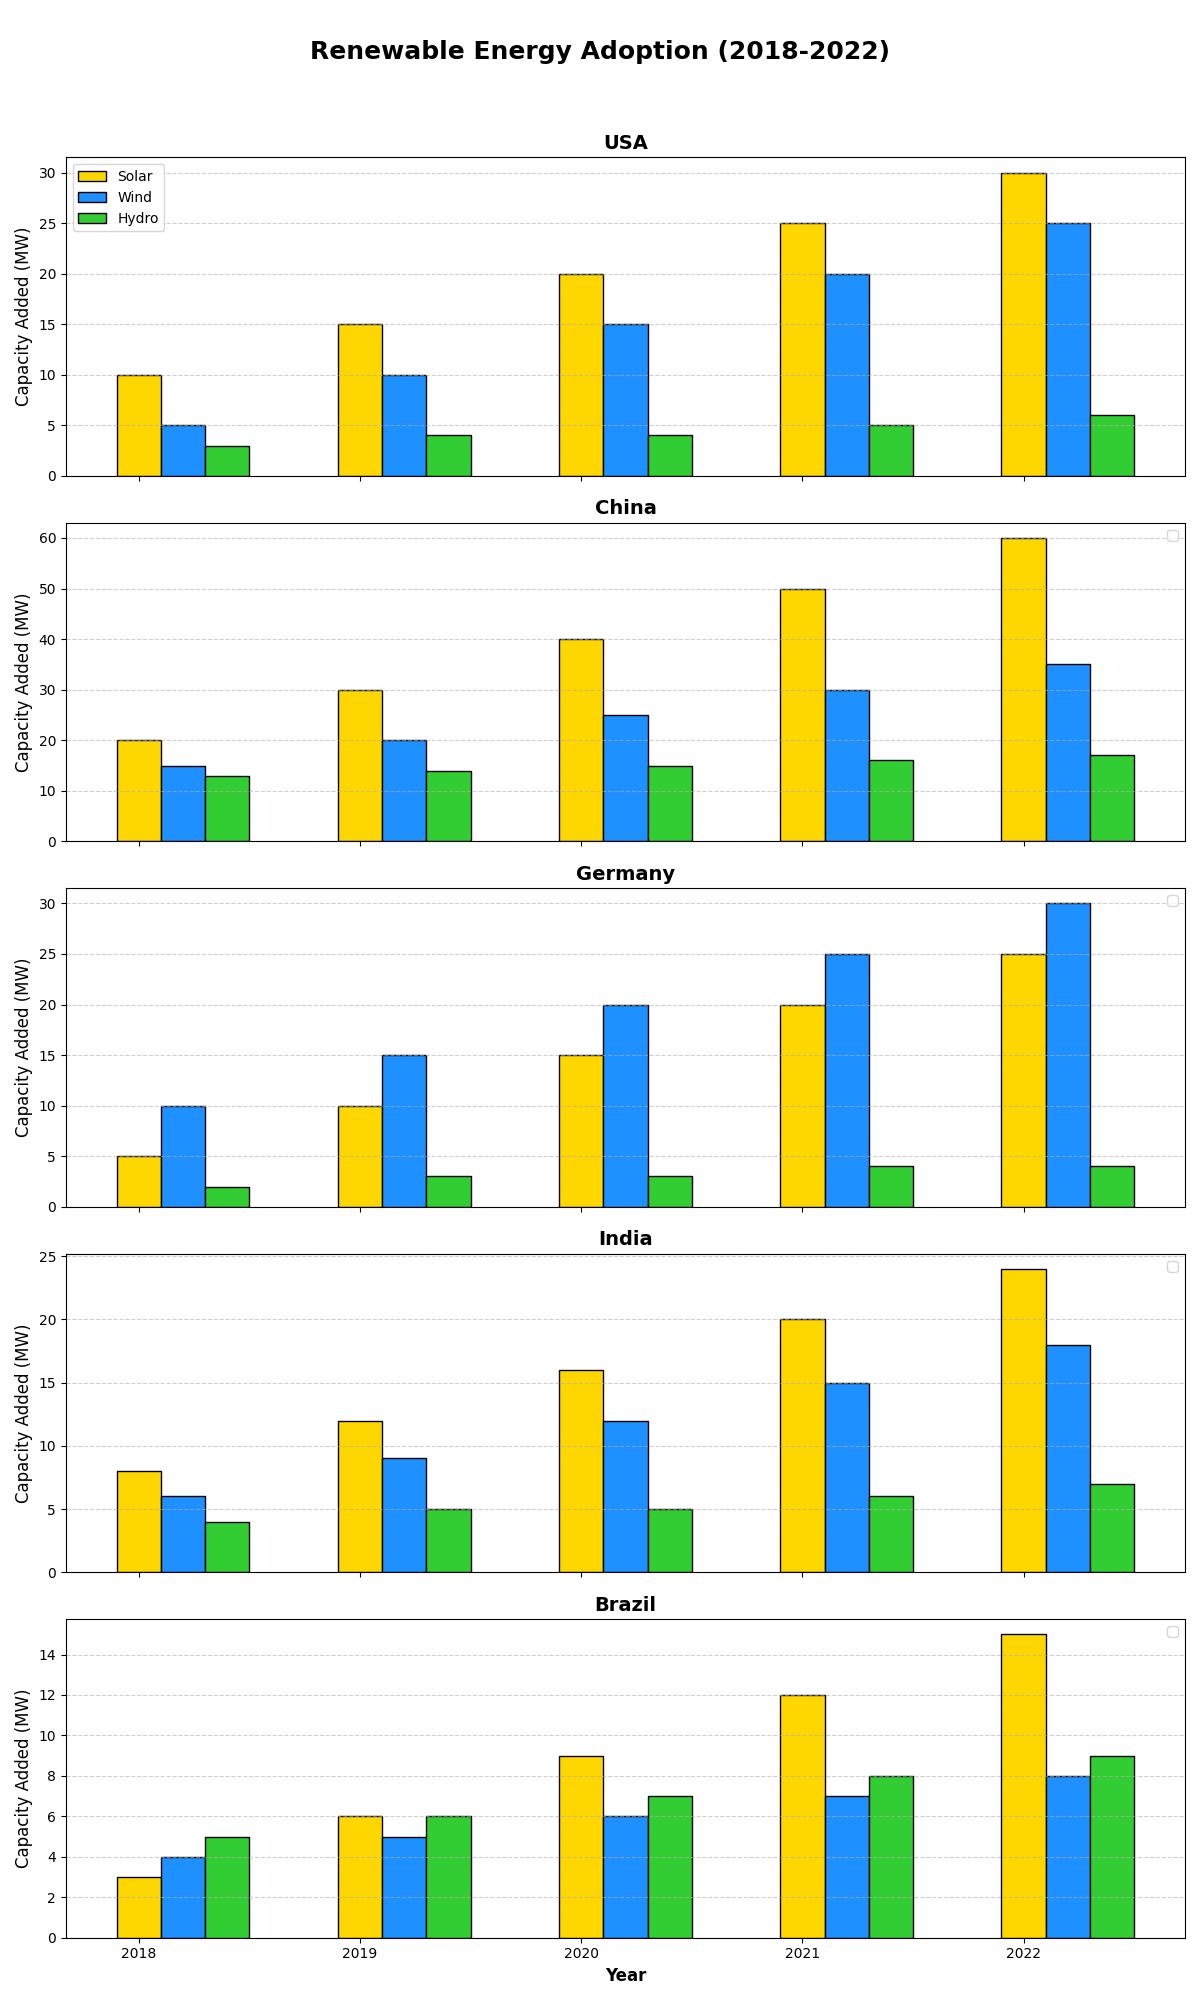 Renewable Energy Adoption (2018-2022)
USA
Capacity Added (MW)
30
25
20
15
10
5
0
Solar
Wind
Hydro
China
Capacity Added (MW)
60
50
40
30
20
10
0
Germany
Capacity Added (MW)
30
25
20
15
10
5
0
India
Capacity Added (MW)
25
20
15
10
5
0
Brazil
Capacity Added (MW)
14
12
10
8
6
4
2
0
2018 2019 2020 2021 2022
Year